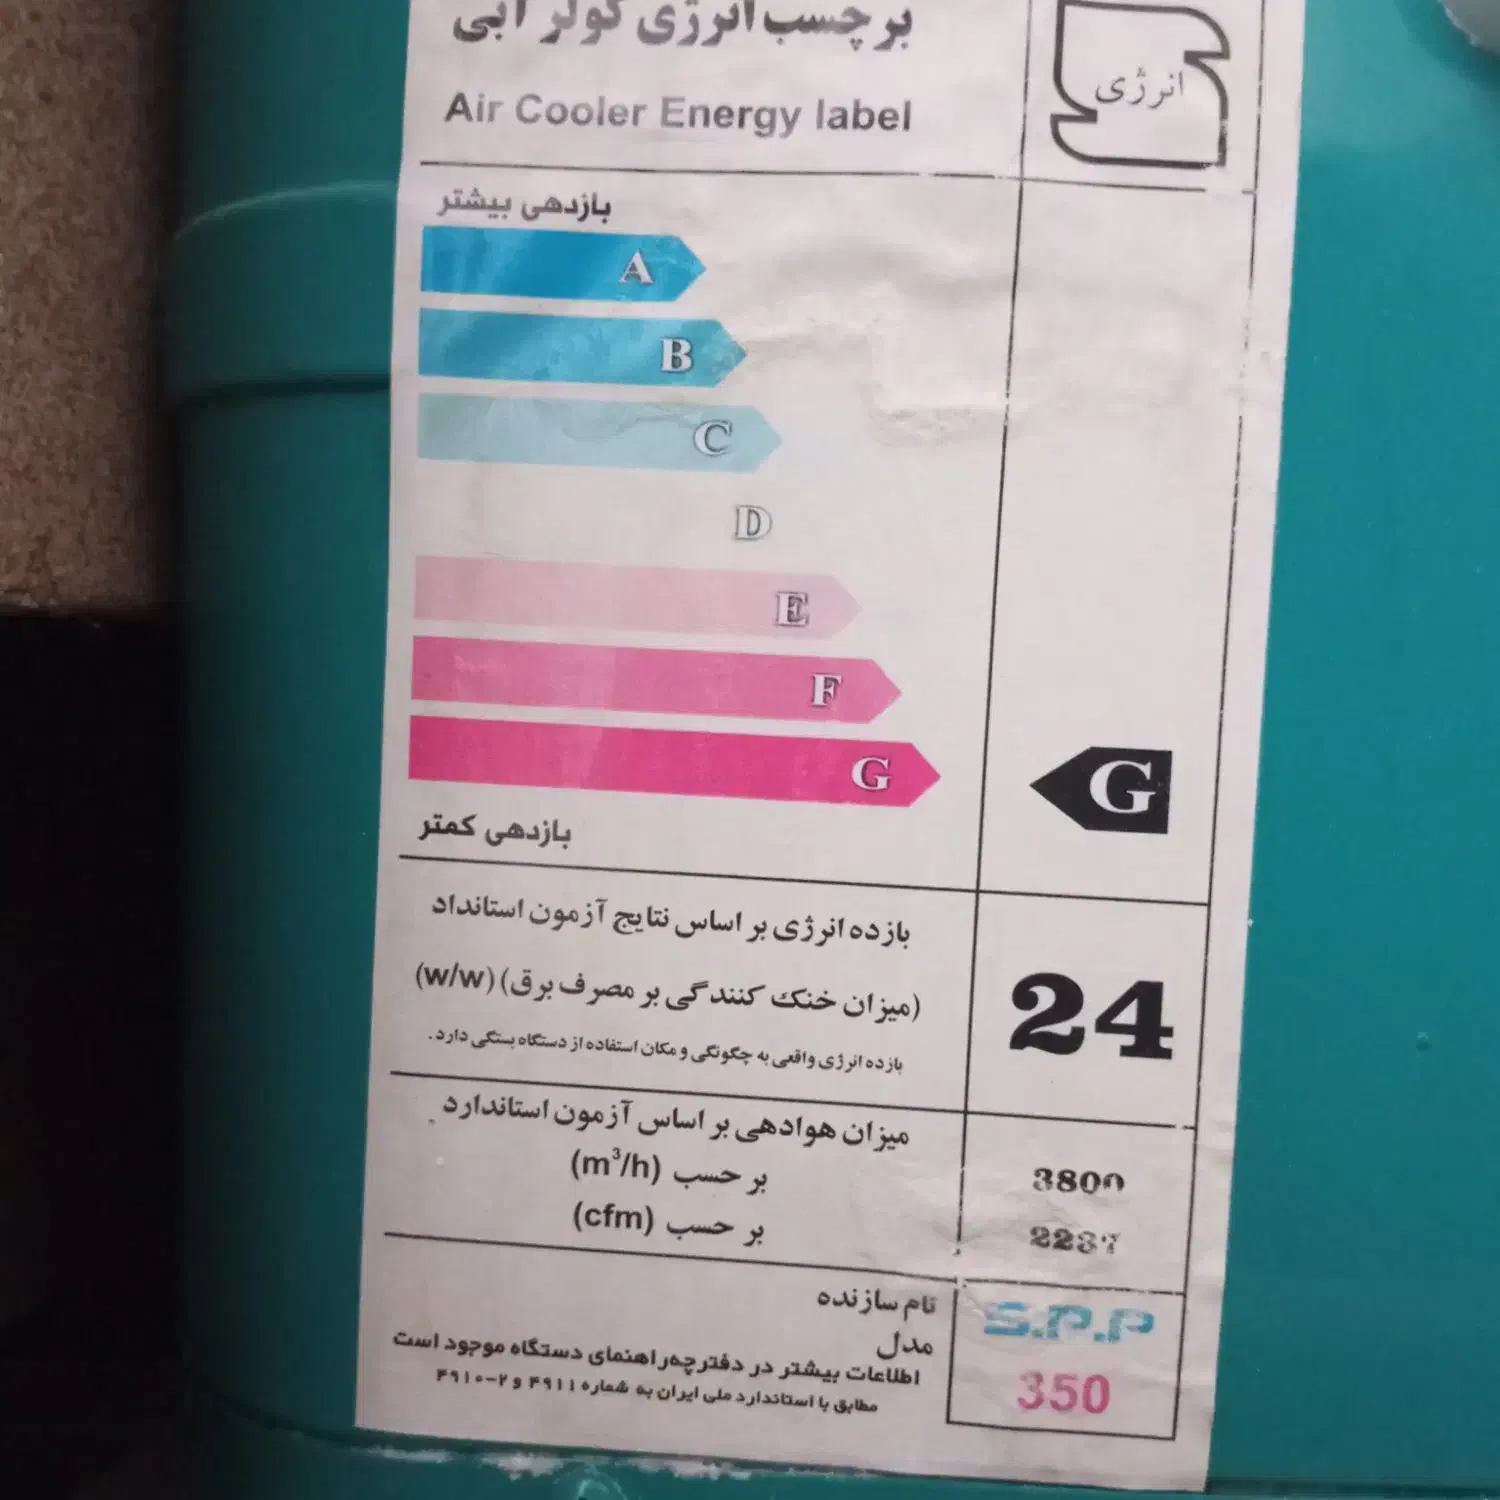 برچسب انرژی کولر آبی
انرژی
Air Cooler Energy label
بازدهی بیشتر
A
B
C
D
E
F
G
G
بازدهی کمتر
بازده انرژی بر اساس نتایج آزمون استانداد
(میزان خنک کنندگی بر مصرف برق) (w/w)
24
بازده انرژی واقعی به چگونگی و مکان استفاده از دستگاه بستگی دارد.
میزان هوادهی بر اساس آزمون استاندارد
بر حسب (m³/h)
3800
بر حسب (cfm)
2237
نام سازنده
S.P.P
مدل
350
اطلاعات بیشتر در دفترچه راهنمای دستگاه موجود است
مطابق با استاندارد ملی ایران به شماره ۴۹۱۱ و ۲-۴۹۱۰